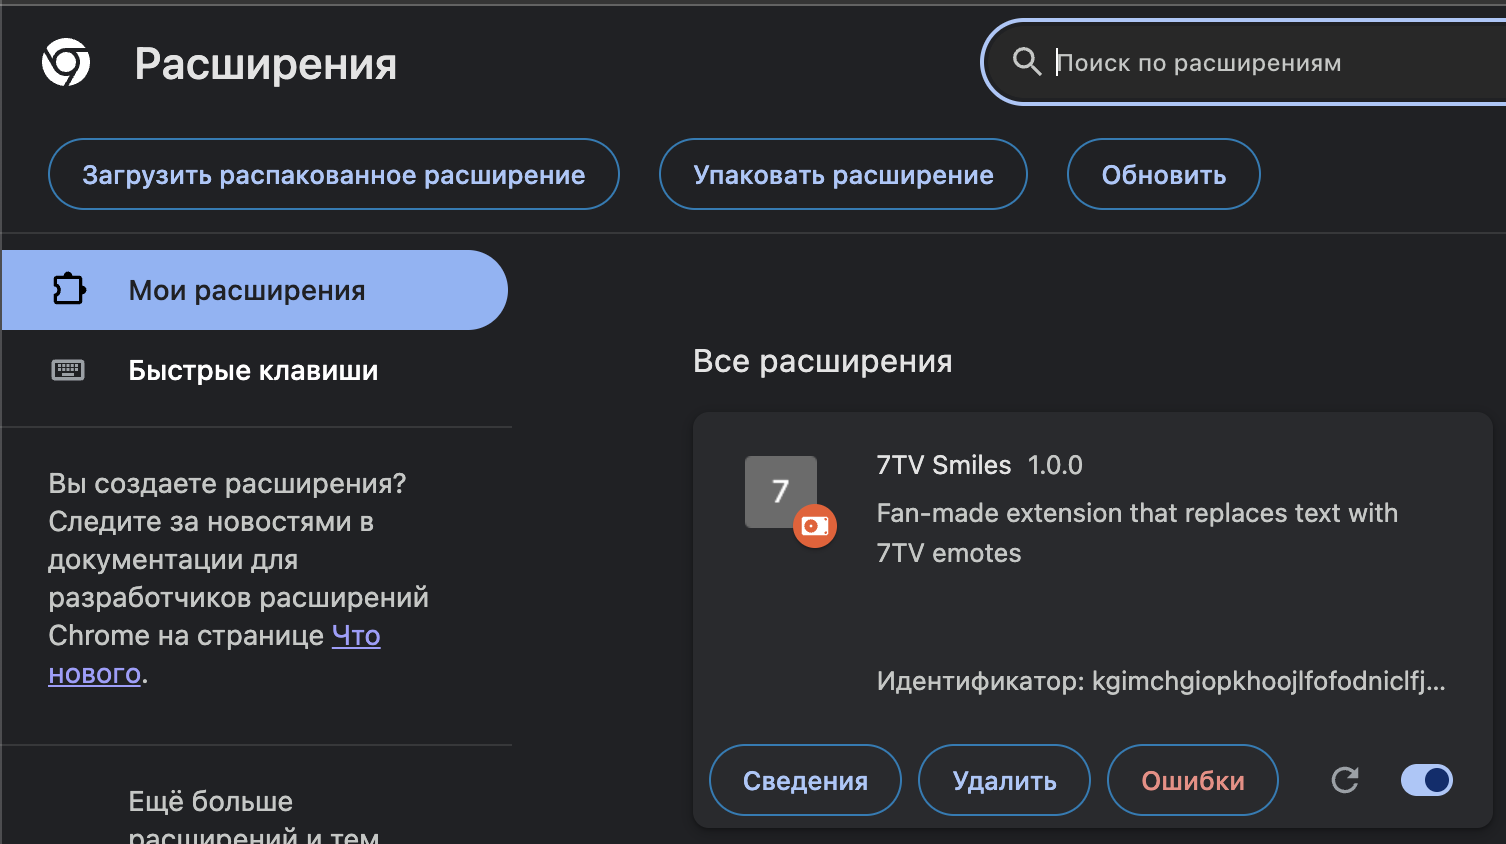 Расширения
Поиск по расширениям
Загрузить распакованное расширение
Упаковать расширение
Обновить
Мои расширения
Быстрые клавиши
Вы создаете расширения?
Следите за новостями в
документации для
разработчиков расширений
Chrome на странице Что
нового.
Ещё больше
расширений и тем
Все расширения
7
7TV Smiles 1.0.0
Fan-made extension that replaces text with
7TV emotes
Идентификатор: kgimchgiopkhoojlfofodniclfj...
Сведения
Удалить
Ошибки